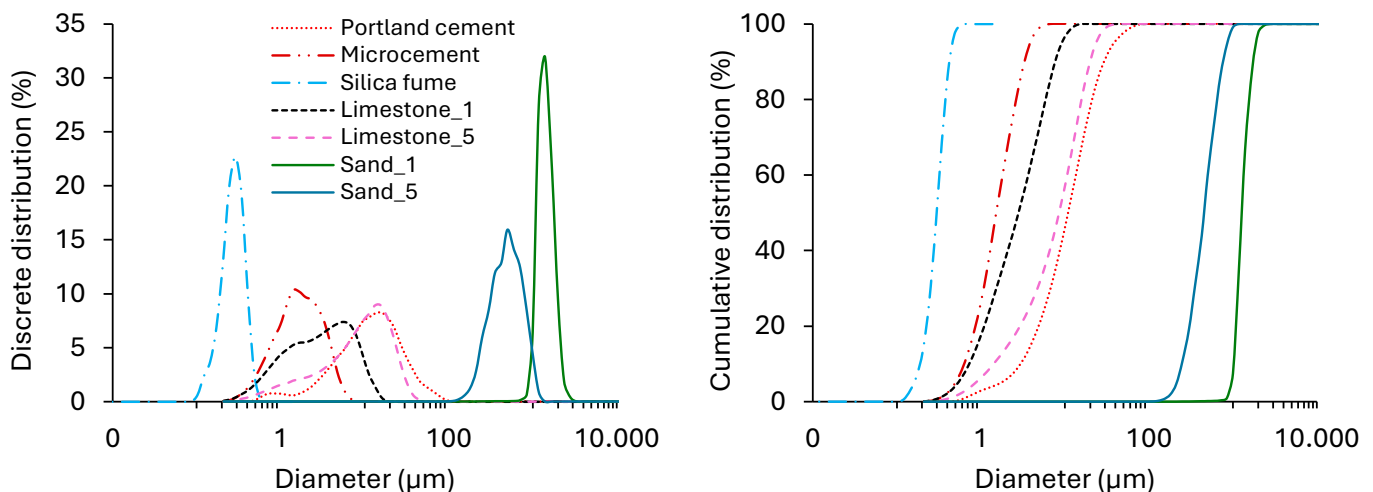 Discrete distribution (%)
35
30
25
20
15
10
5
0
Portland cement
Microcement
Silica fume
Limestone_1
Limestone_5
Sand_1
Sand_5
0 1 100 10.000
Diameter (µm)
Cumulative distribution (%)
100
80
60
40
20
0
0 1 100 10.000
Diameter (µm)